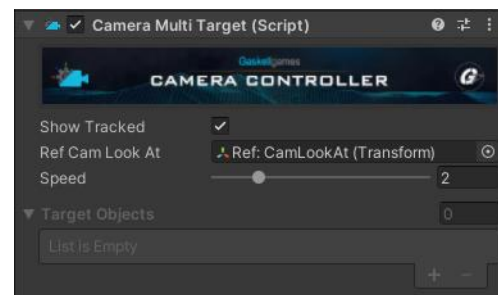 Camera Multi Target (Script)
Gasketgames
CAMERA CONTROLLER
G
Show Tracked
Ref Cam Look At
Ref: CamLookAt (Transform)
Speed
2
Target Objects
0
List is Empty